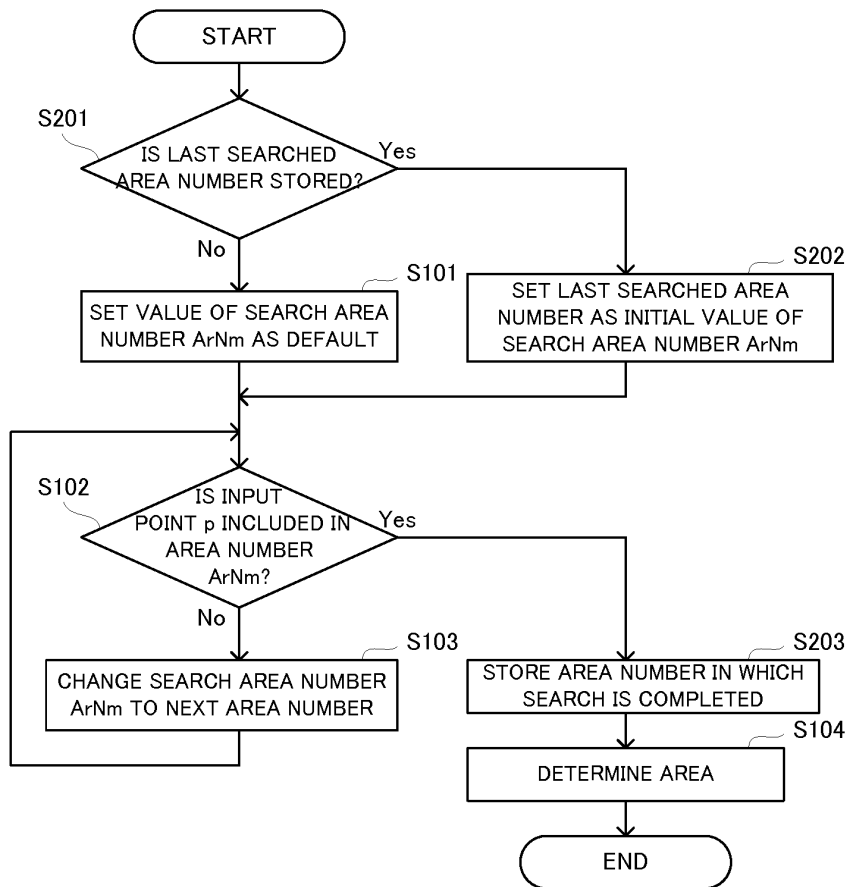 START
S201
IS LAST SEARCHED
AREA NUMBER STORED?
Yes
No
S101
SET VALUE OF SEARCH AREA
NUMBER ArNm AS DEFAULT
S202
SET LAST SEARCHED AREA
NUMBER AS INITIAL VALUE OF
SEARCH AREA NUMBER ArNm
S102
IS INPUT
POINT p INCLUDED IN
AREA NUMBER
ArNm?
Yes
No
S103
CHANGE SEARCH AREA NUMBER
ArNm TO NEXT AREA NUMBER
S203
STORE AREA NUMBER IN WHICH
SEARCH IS COMPLETED
S104
DETERMINE AREA
END